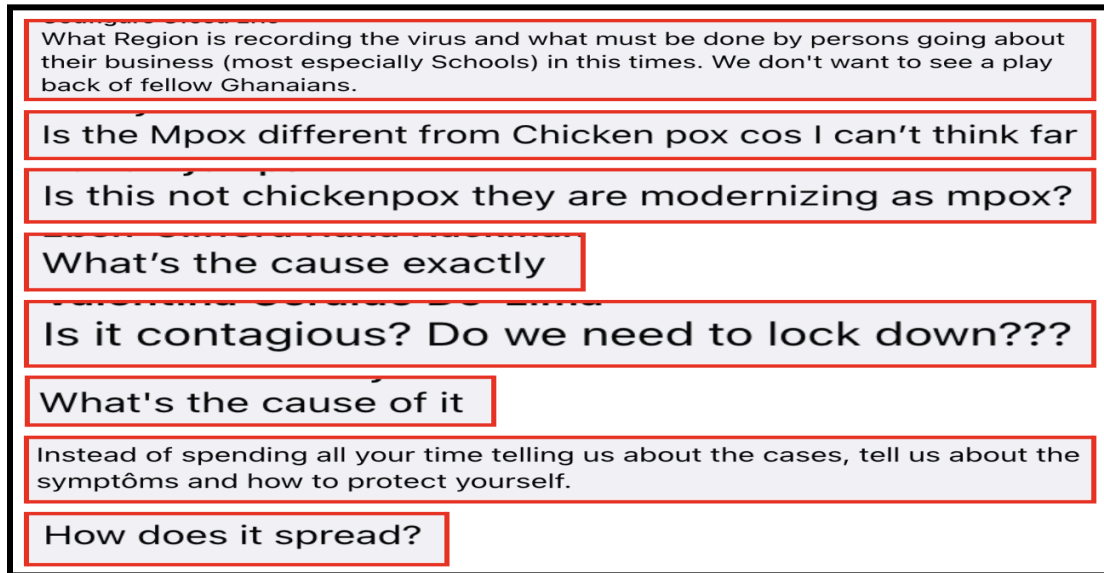 What Region is recording the virus and what must be done by persons going about
their business (most especially Schools) in this times. We don't want to see a play
back of fellow Ghanaians.
Is the Mpox different from Chicken pox cos I can’t think far
Is this not chickenpox they are modernizing as mpox?
What’s the cause exactly
Is it contagious? Do we need to lock down???
What's the cause of it
Instead of spending all your time telling us about the cases, tell us about the
symptôms and how to protect yourself.
How does it spread?